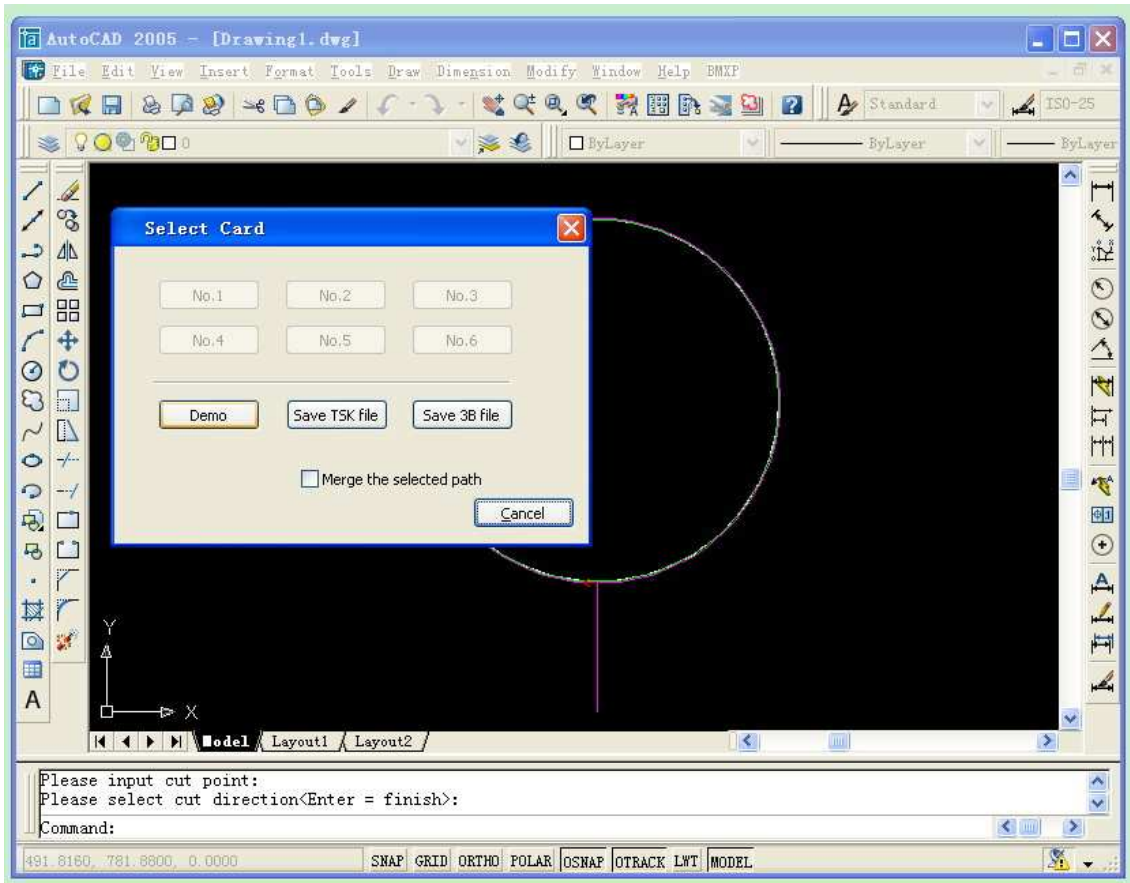 AutoCAD 2005 - [Drawing1.dwg]
File Edit View Insert Format Tools Draw Dimension Modify Window Help BMXP
Standard ISO-25
0 ByLayer ByLayer ByLayer
Select Card
No.1 No.2 No.3
No.4 No.5 No.6
Demo Save TSK file Save 3B file
Merge the selected path
Cancel
Y
X
A
Model Layout1 Layout2
Please input cut point:
Please select cut direction<Enter = finish>:
Command:
491.8160, 781.8800, 0.0000 SNAP GRID ORTHO POLAR OSNAP OTRACK LWT MODEL